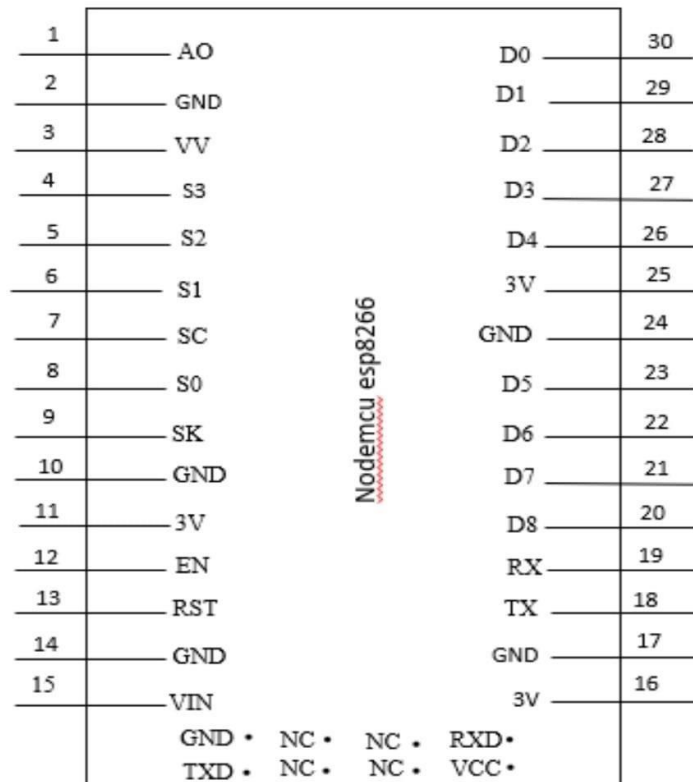 1 AO D0 30
2 GND D1 29
3 VV D2 28
4 S3 D3 27
5 S2 D4 26
6 S1 3V 25
7 SC GND 24
8 S0 D5 23
9 SK D6 22
10 GND D7 21
11 3V D8 20
12 EN RX 19
13 RST TX 18
14 GND GND 17
15 VIN 3V 16
Nodemcu esp8266
GND • NC • NC • RXD •
TXD • NC • NC • VCC •